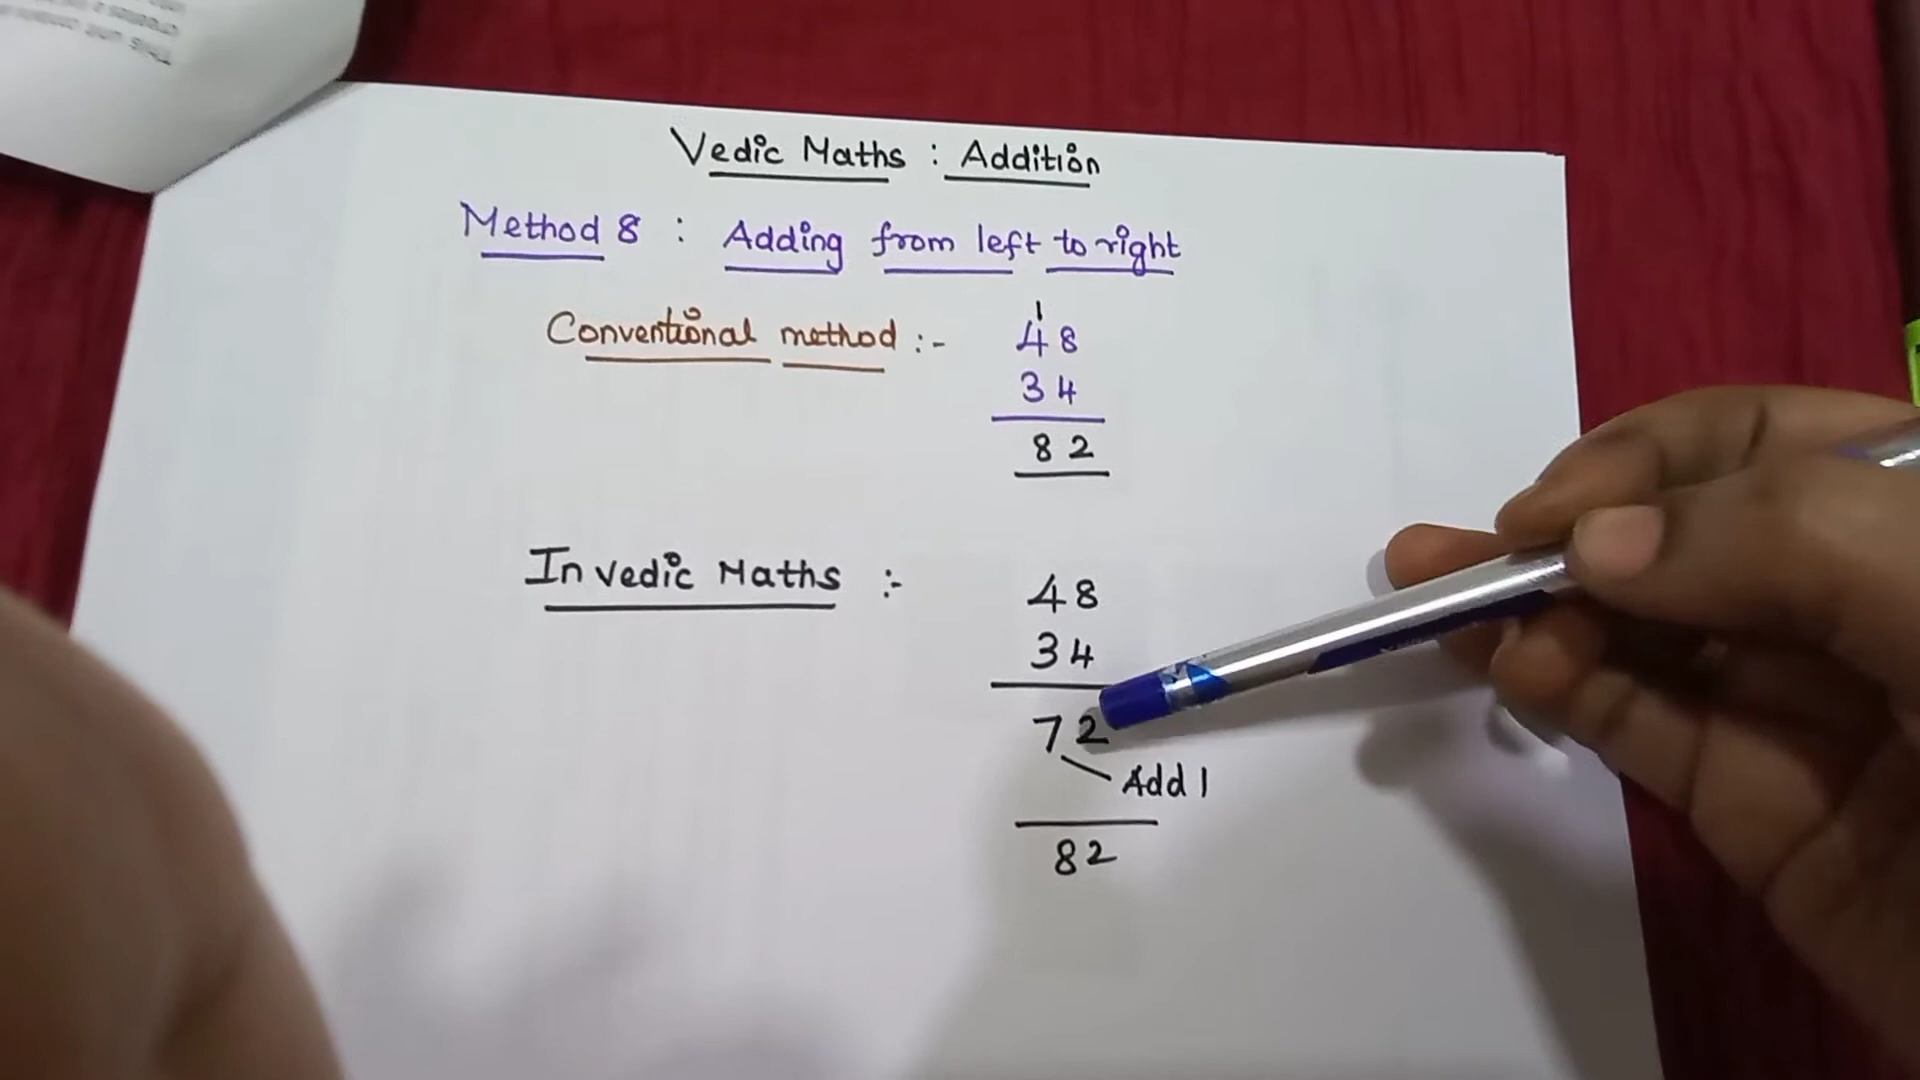 Vedic Maths : Addition
Method 8 : Adding from left to right
Conventional method :-
1
48
34
82
In vedic Maths :-
48
34
72
Add 1
82